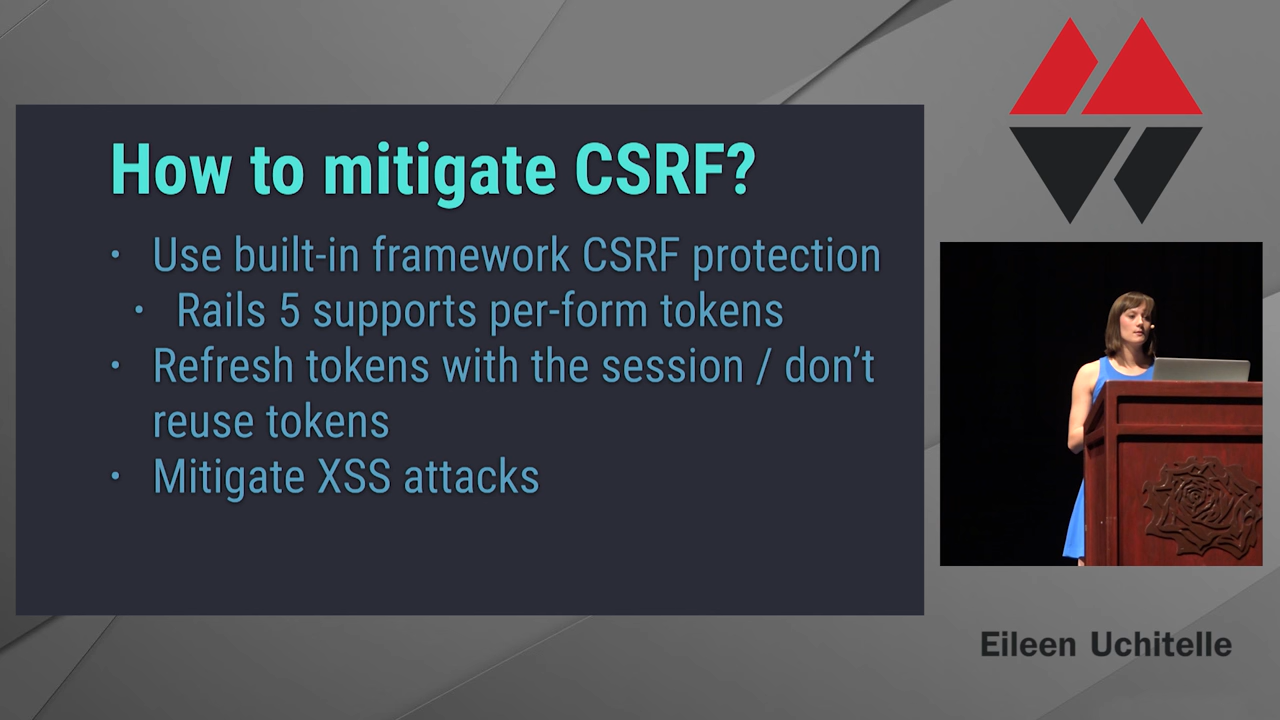 How to mitigate CSRF?
• Use built-in framework CSRF protection
• Rails 5 supports per-form tokens
• Refresh tokens with the session / don’t
reuse tokens
• Mitigate XSS attacks
Eileen Uchitelle